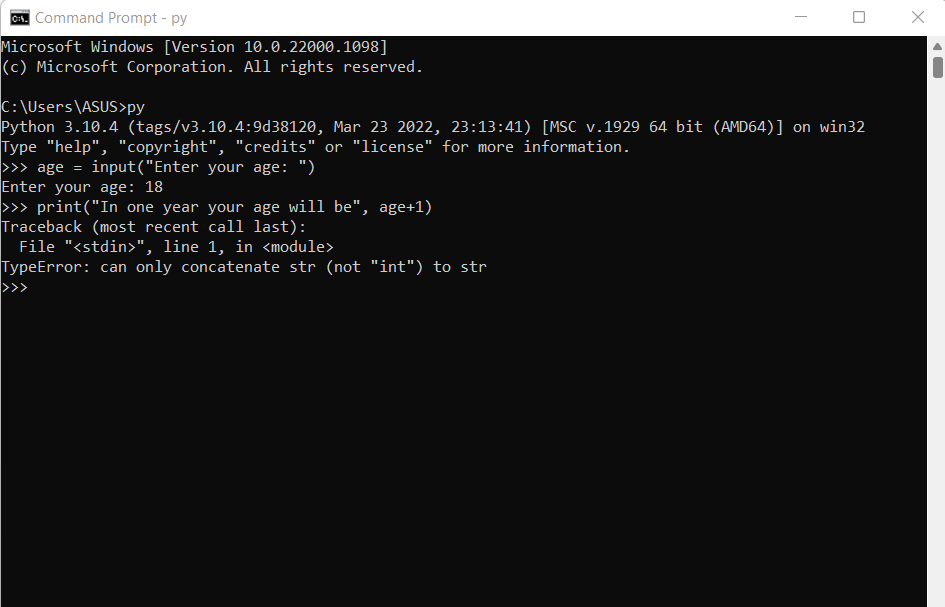 Command Prompt - py
Microsoft Windows [Version 10.0.22000.1098]
(c) Microsoft Corporation. All rights reserved.
C:\Users\ASUS>py
Python 3.10.4 (tags/v3.10.4:9d38120, Mar 23 2022, 23:13:41) [MSC v.1929 64 bit (AMD64)] on win32
Type "help", "copyright", "credits" or "license" for more information.
>>> age = input("Enter your age: ")
Enter your age: 18
>>> print("In one year your age will be", age+1)
Traceback (most recent call last):
  File "<stdin>", line 1, in <module>
TypeError: can only concatenate str (not "int") to str
>>>